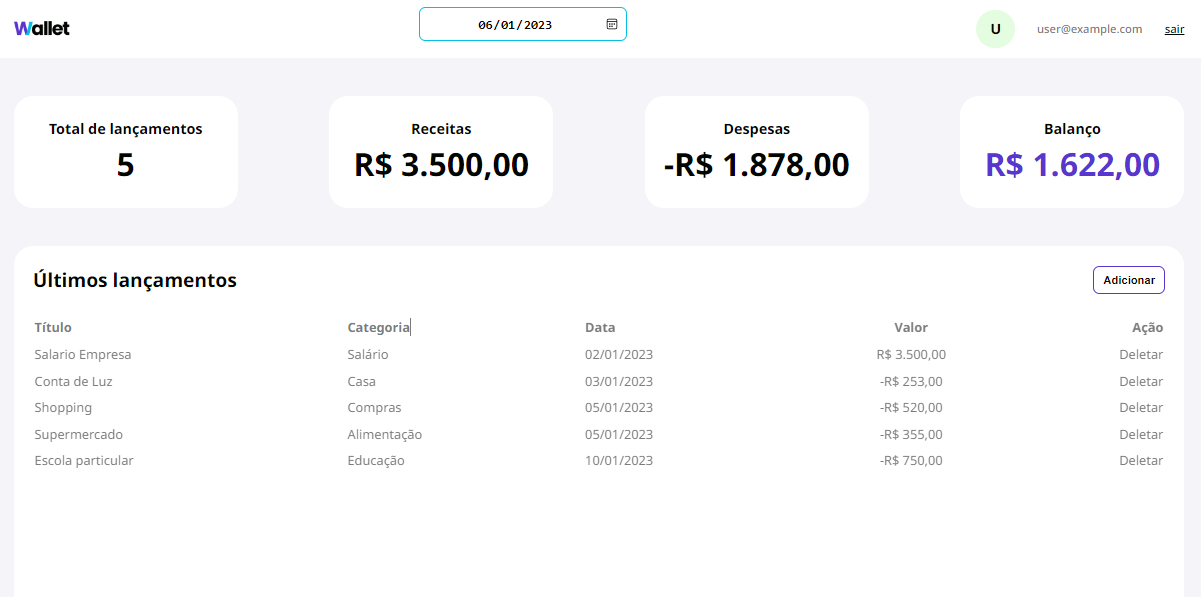 Wallet 06/01/2023 U user@example.com sair
Total de lançamentos Receitas Despesas Balanço
5 R$ 3.500,00 -R$ 1.878,00 R$ 1.622,00
Últimos lançamentos Adicionar
Título Categoria Data Valor Ação
Salario Empresa Salário 02/01/2023 R$ 3.500,00 Deletar
Conta de Luz Casa 03/01/2023 -R$ 253,00 Deletar
Shopping Compras 05/01/2023 -R$ 520,00 Deletar
Supermercado Alimentação 05/01/2023 -R$ 355,00 Deletar
Escola particular Educação 10/01/2023 -R$ 750,00 Deletar